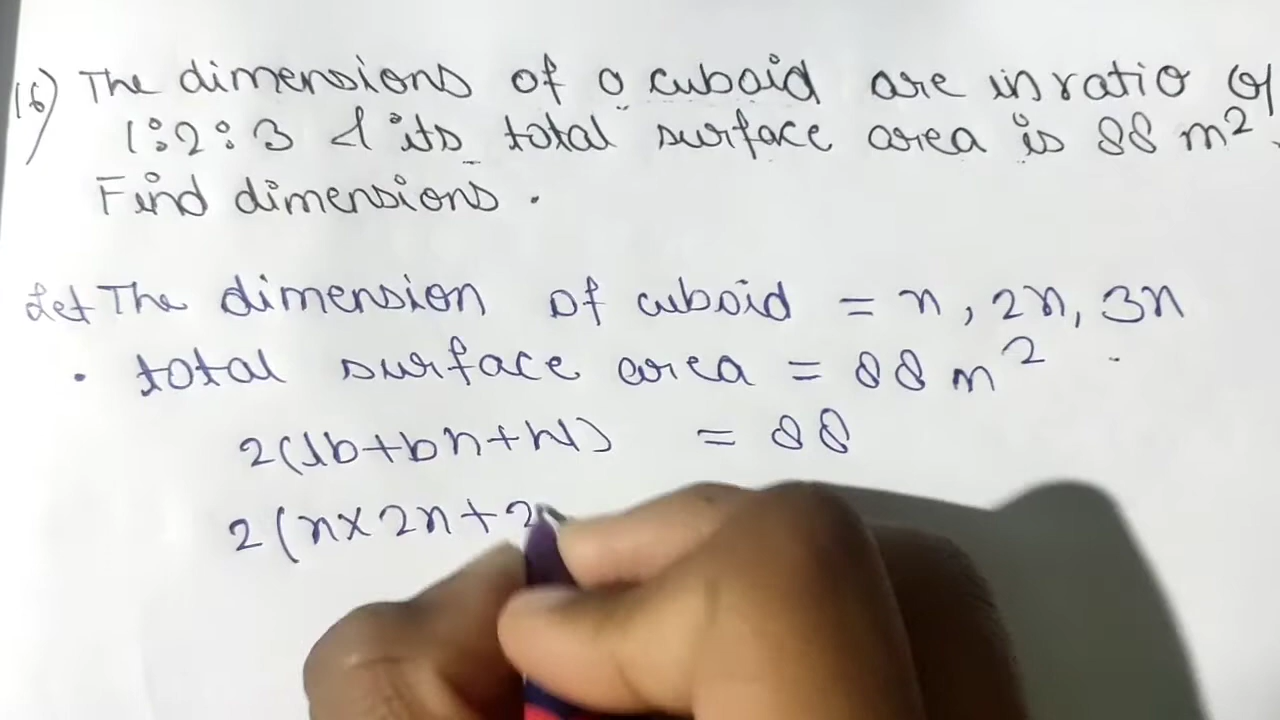 16) The dimensions of a cuboid are in ratio of
1:2:3 & its total surface area is 88 m².
Find dimensions.
Let The dimension of cuboid = x, 2x, 3x
• total surface area = 88 m²
2(lb+bh+hl) = 88
2(x×2x+2